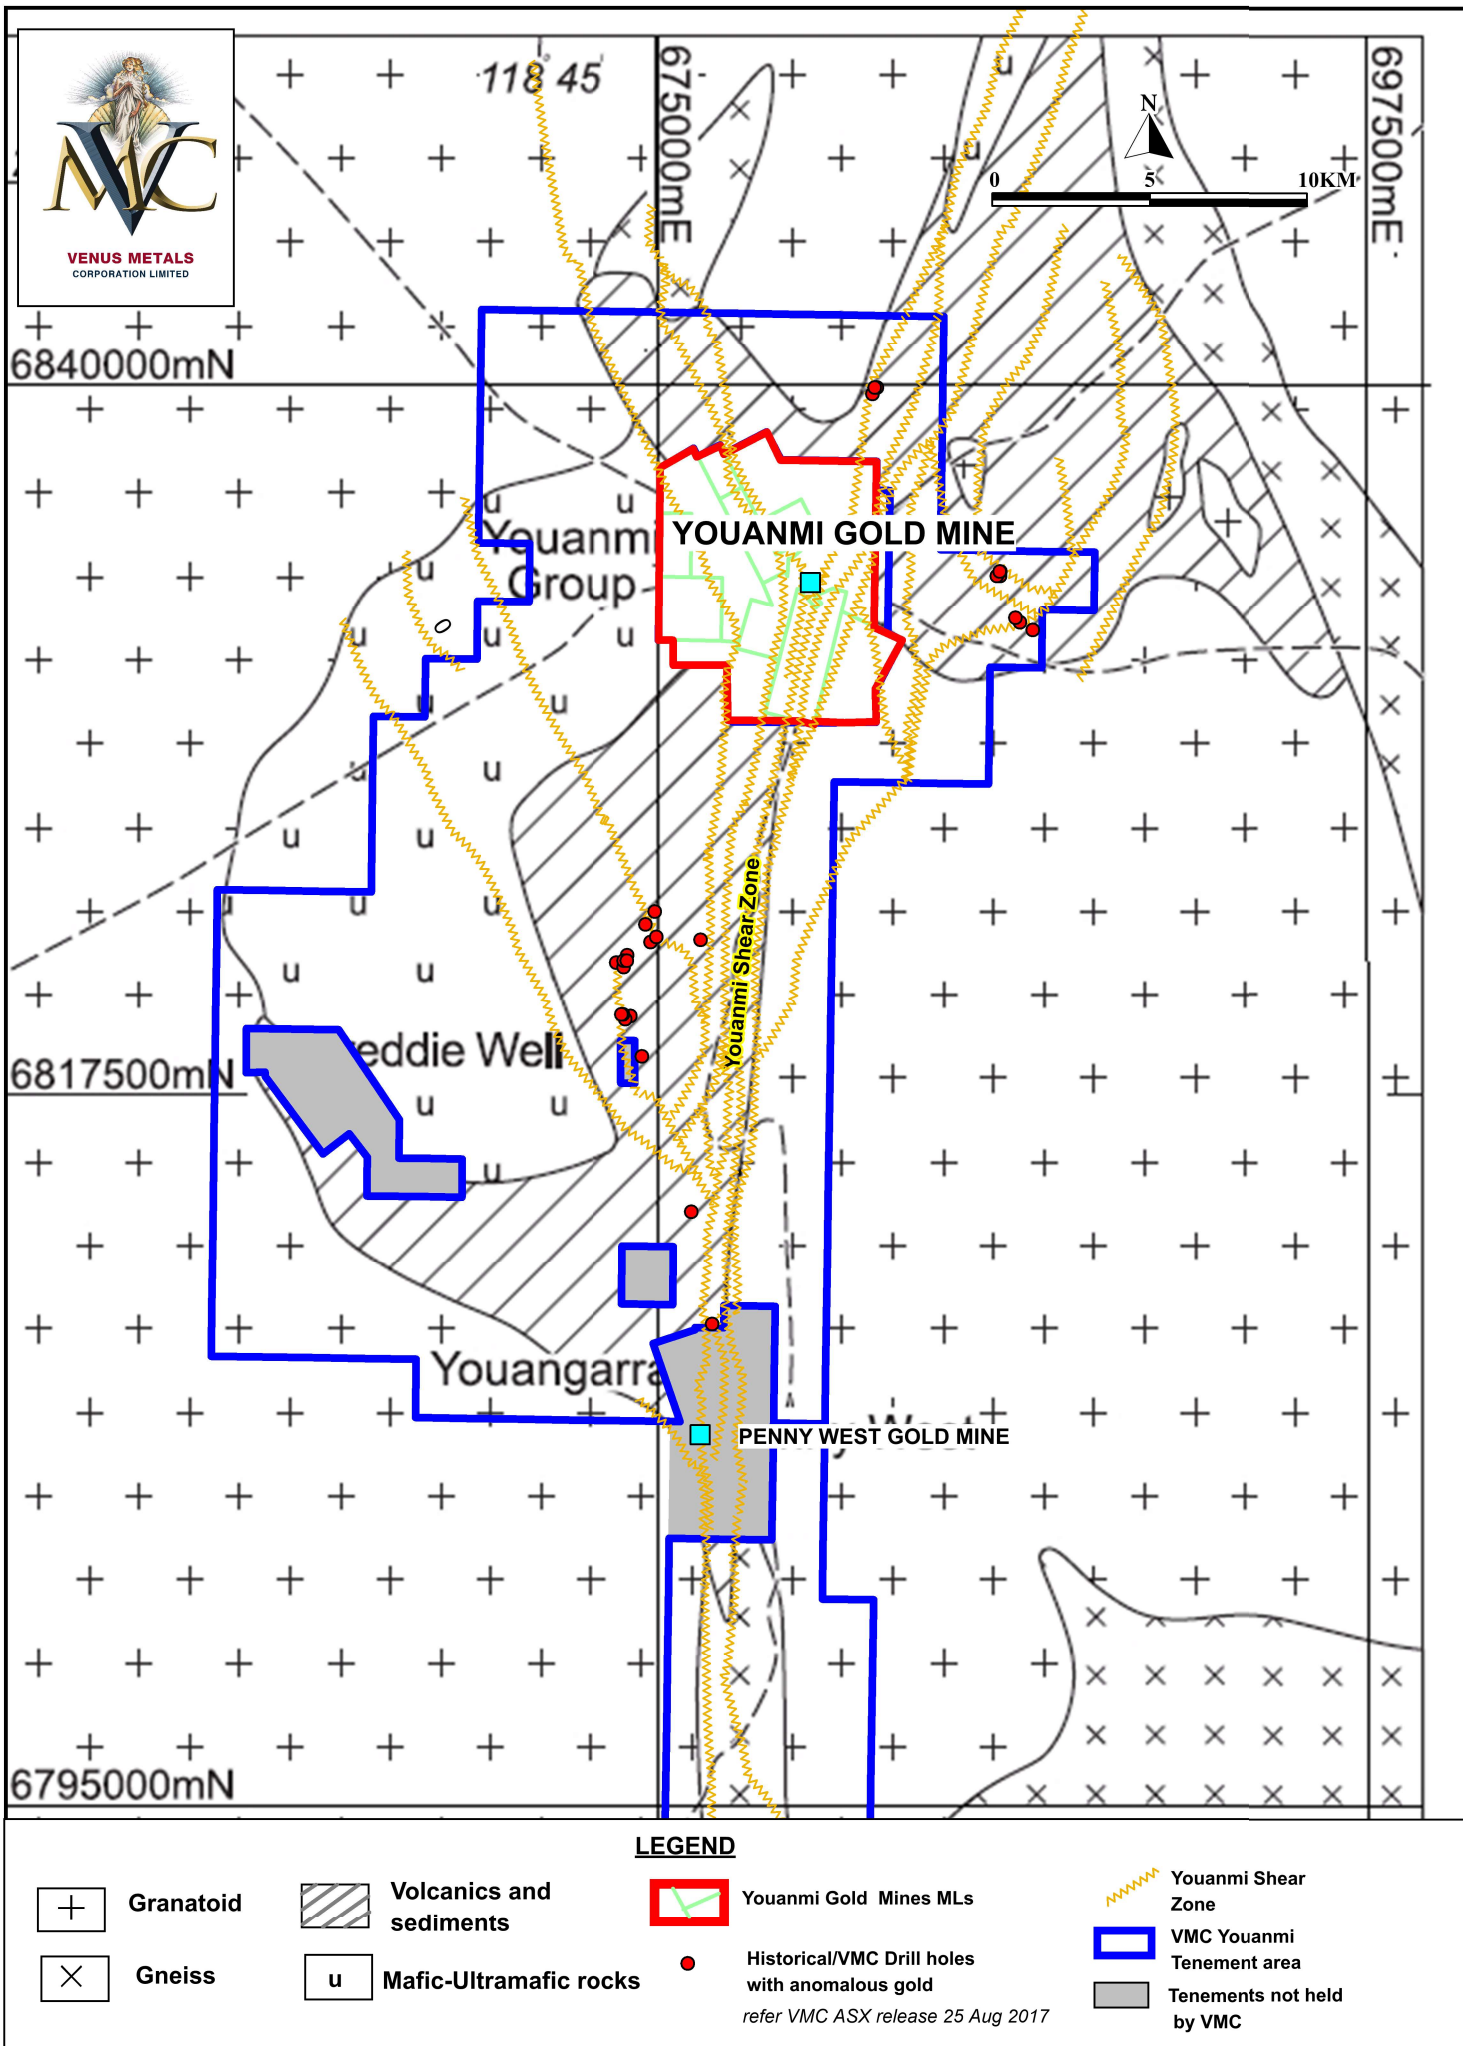 118° 45'
675000mE
697500mE
N
0 5 10KM
VMC
VENUS METALS
CORPORATION LIMITED
6840000mN
YOUANMI GOLD MINE
Youanmi
Group
Youanmi Shear Zone
eddie Well
6817500mN
Youangarra
West
PENNY WEST GOLD MINE
6795000mN
LEGEND
Granatoid
Gneiss
Volcanics and
sediments
u
Mafic-Ultramafic rocks
Youanmi Gold Mines MLs
Historical/VMC Drill holes
with anomalous gold
refer VMC ASX release 25 Aug 2017
Youanmi Shear
Zone
VMC Youanmi
Tenement area
Tenements not held
by VMC